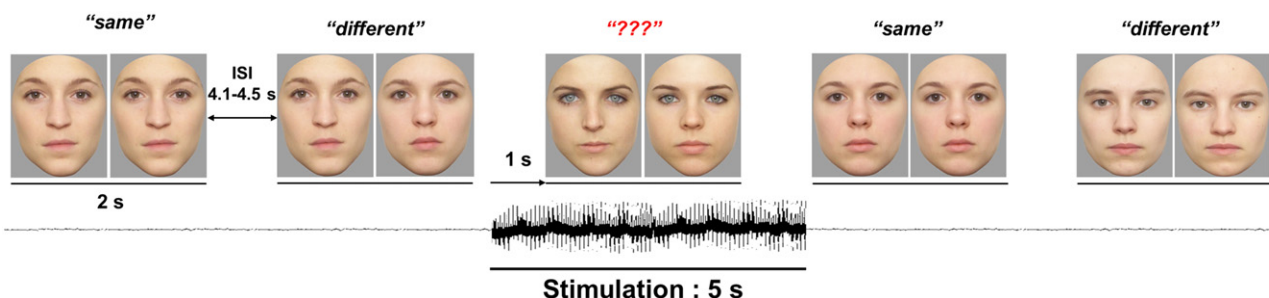 “same”
“different”
“???”
“same”
“different”
ISI
4.1-4.5 s
1 s
2 s
Stimulation : 5 s